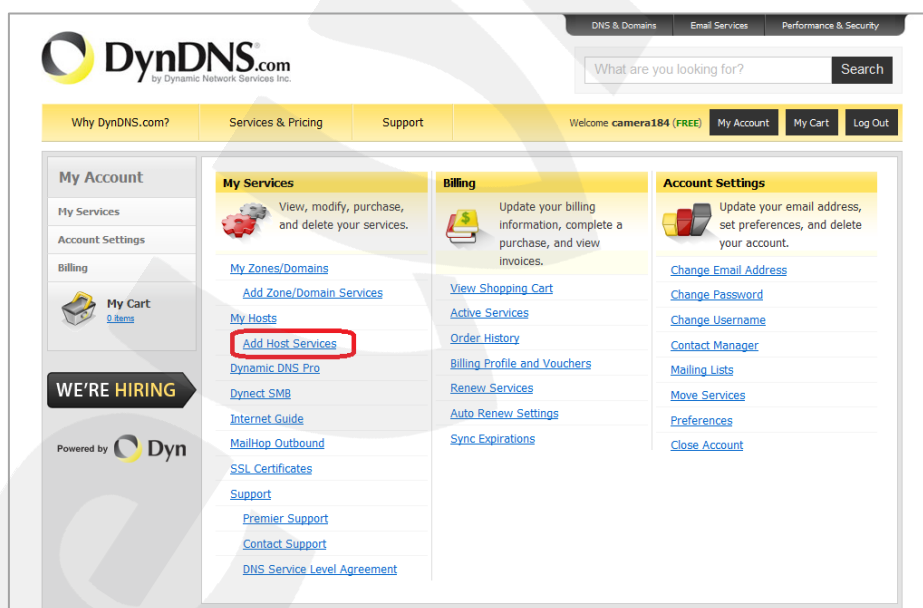 DNS & Domains Email Services Performance & Security
DynDNS.com
by Dynamic Network Services Inc.
What are you looking for? Search
Why DynDNS.com? Services & Pricing Support Welcome camera184 (FREE) My Account My Cart Log Out
My Account
My Services
Account Settings
Billing
My Cart
0 items
WE'RE HIRING
Powered by Dyn
My Services
View, modify, purchase,
and delete your services.
My Zones/Domains
Add Zone/Domain Services
My Hosts
Add Host Services
Dynamic DNS Pro
Dynect SMB
Internet Guide
MailHop Outbound
SSL Certificates
Support
Premier Support
Contact Support
DNS Service Level Agreement
Billing
Update your billing
information, complete a
purchase, and view
invoices.
View Shopping Cart
Active Services
Order History
Billing Profile and Vouchers
Renew Services
Auto Renew Settings
Sync Expirations
Account Settings
Update your email address,
set preferences, and delete
your account.
Change Email Address
Change Password
Change Username
Contact Manager
Mailing Lists
Move Services
Preferences
Close Account